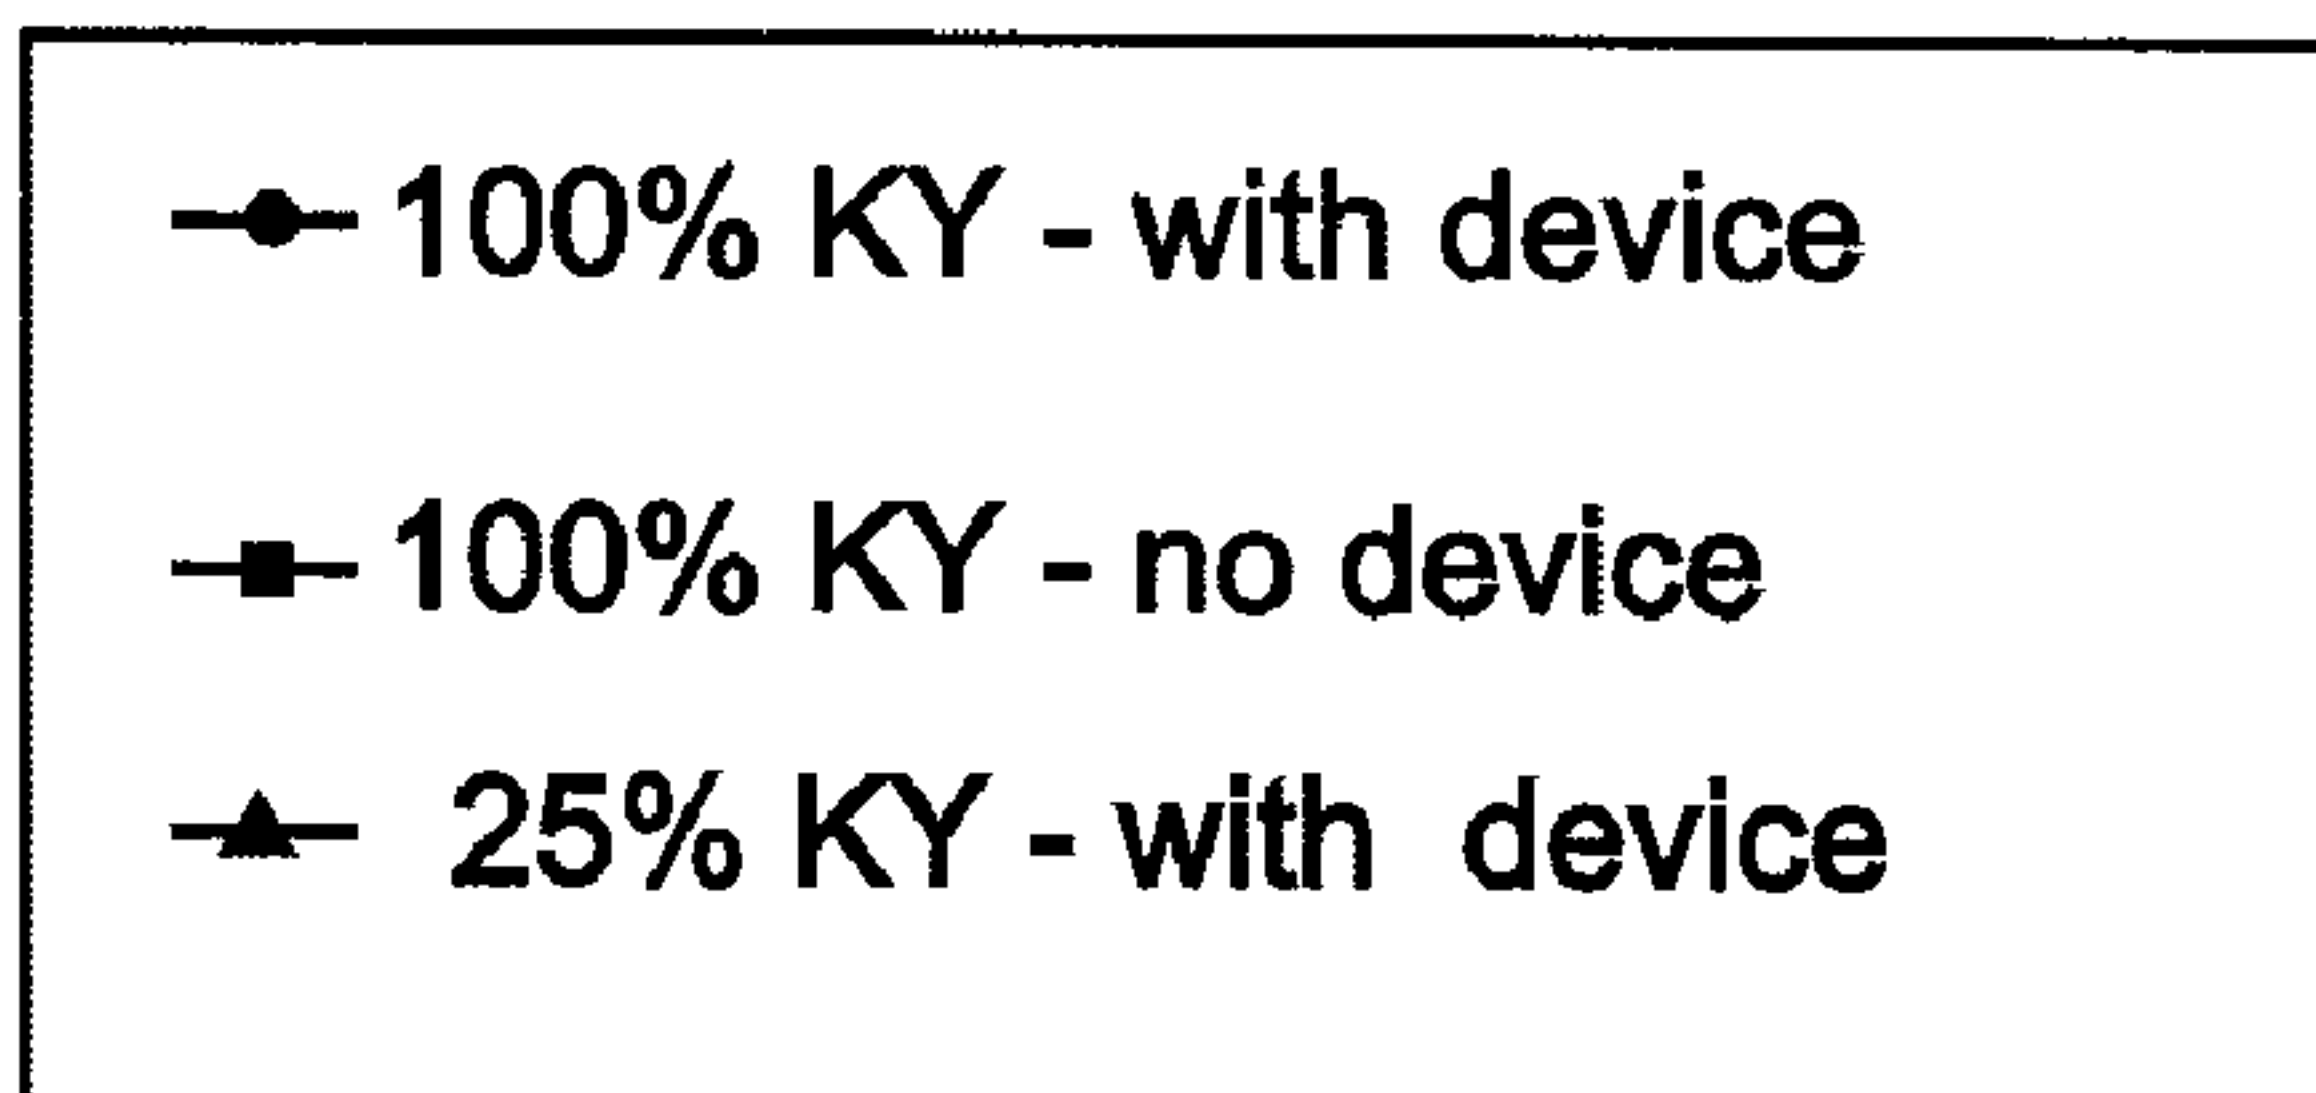 100% KY - with device
100% KY - no device
25% KY - with device